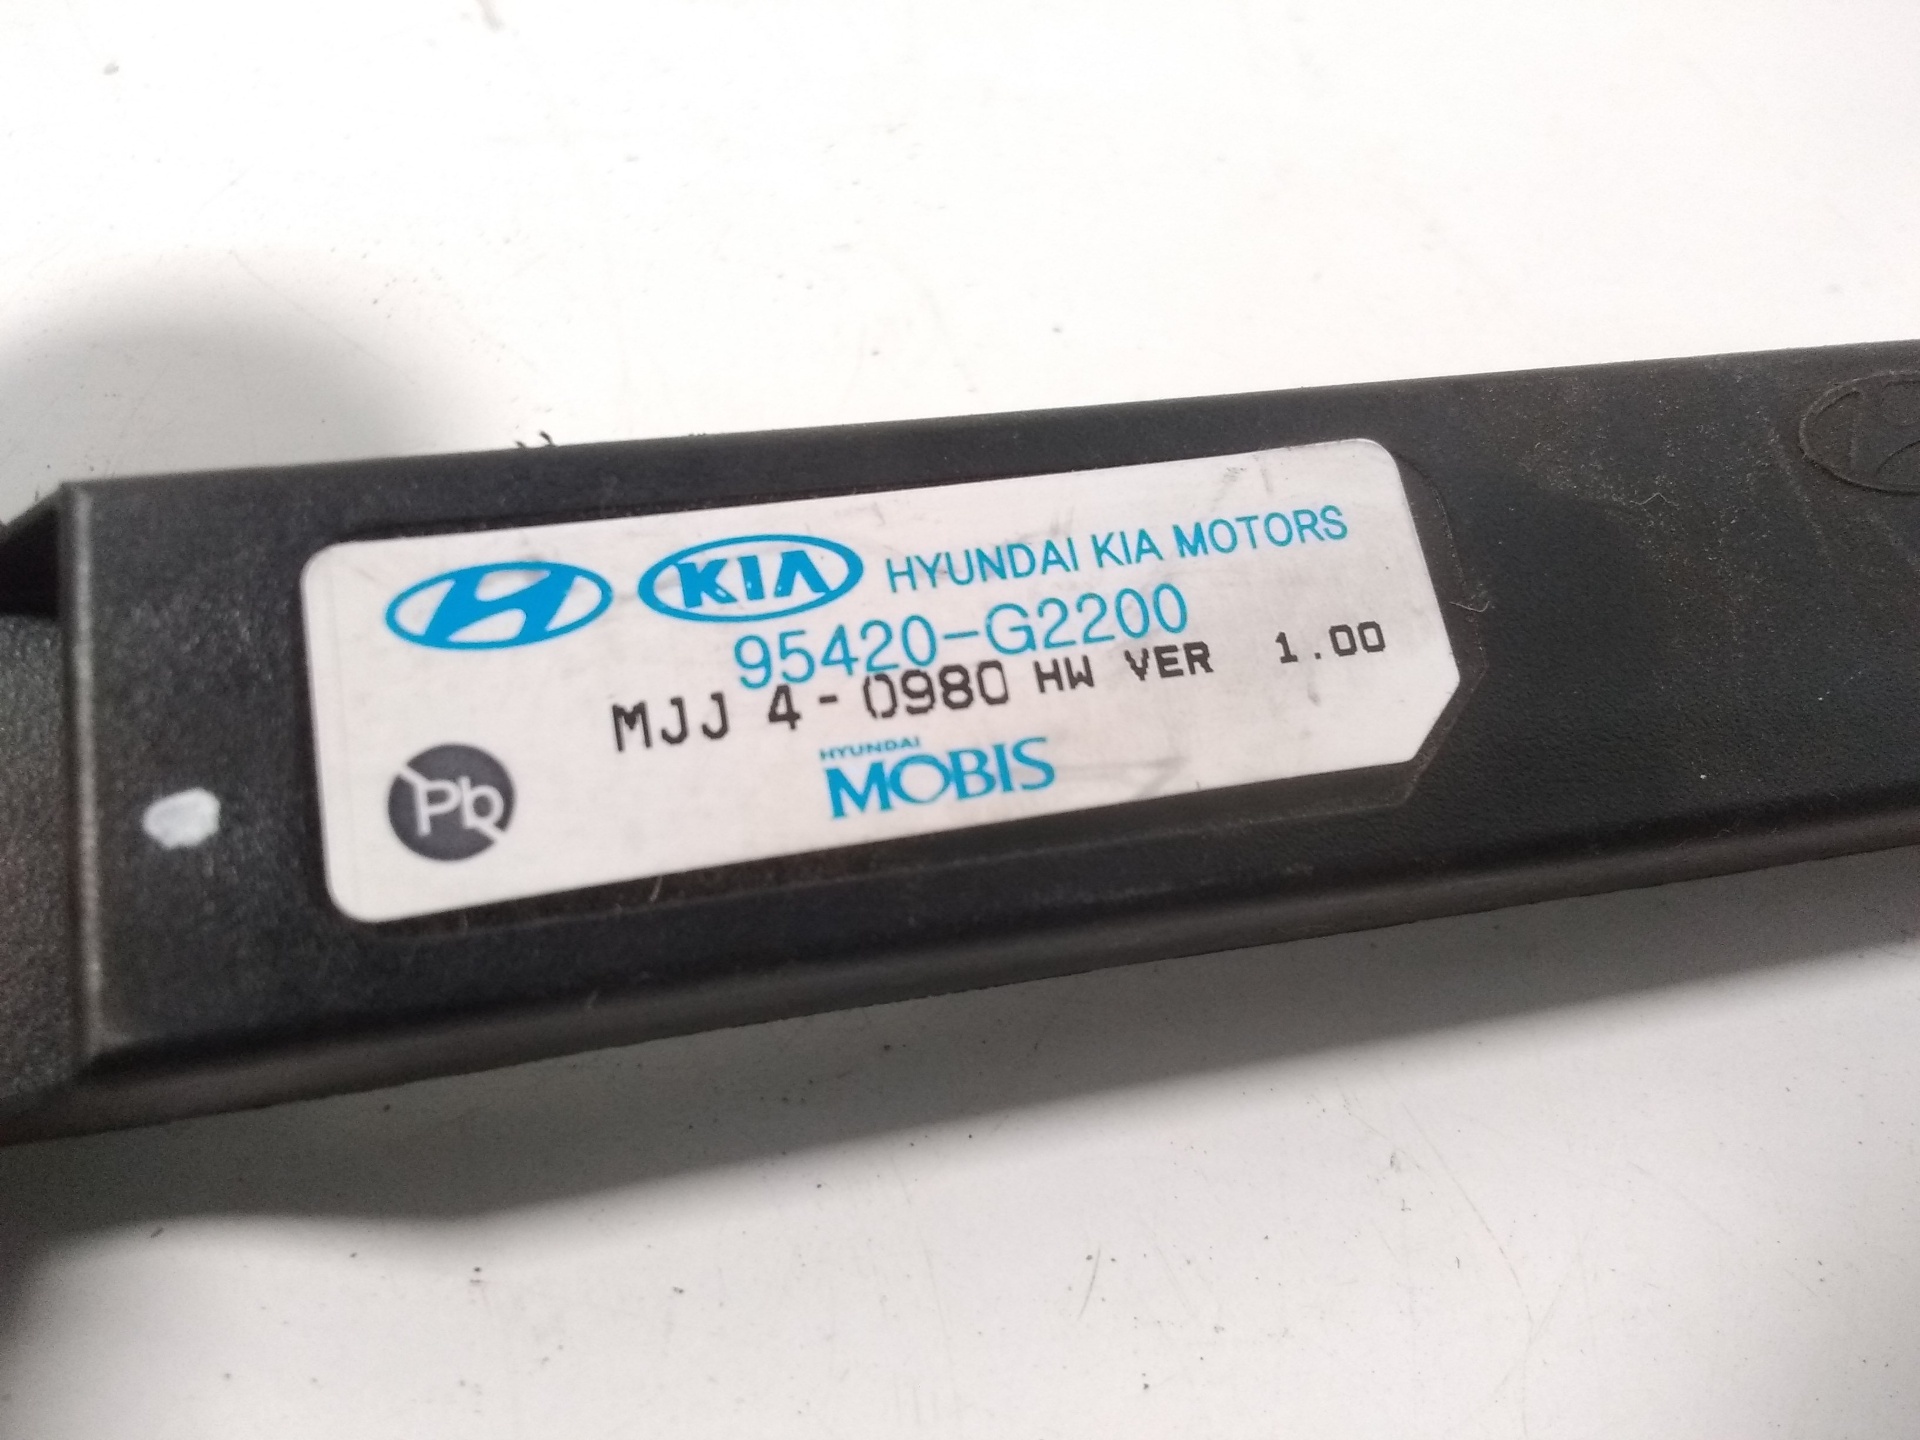 KIA HYUNDAI KIA MOTORS
95420-G2200
MJJ 4-0980 HW VER 1.00
Pb
HYUNDAI
MOBIS